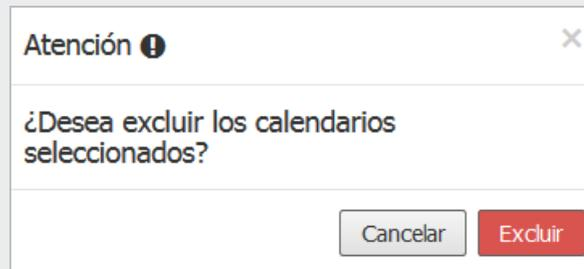 Atención
¿Desea excluir los calendarios
seleccionados?
Cancelar Excluir